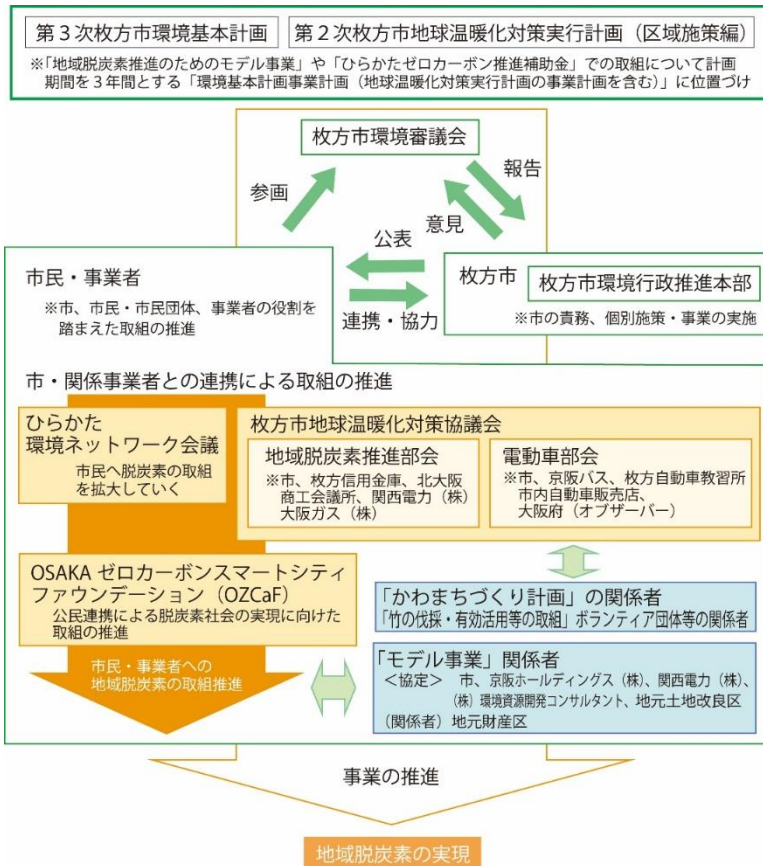 第3次枚方市環境基本計画
第2次枚方市地球温暖化対策実行計画(区域施策編)
※「地域脱炭素推進のためのモデル事業」や「ひらかたゼロカーボン推進補助金」での取組について計画
期間を3年間とする「環境基本計画事業計画(地球温暖化対策実行計画の事業計画を含む)」に位置づけ
枚方市環境審議会
参画
報告
意見
公表
連携・協力
市民・事業者
※市、市民・市民団体、事業者の役割を
踏まえた取組の推進
枚方市
枚方市環境行政推進本部
※市の責務、個別施策・事業の実施
市・関係事業者との連携による取組の推進
ひらかた
環境ネットワーク会議
市民へ脱炭素の取組
を拡大していく
枚方市地球温暖化対策協議会
地域脱炭素推進部会
※市、枚方信用金庫、北大阪
商工会議所、関西電力(株)
大阪ガス(株)
電動車部会
※市、京阪バス、枚方自動車教習所
市内自動車販売店、
大阪府(オブザーバー)
OSAKA ゼロカーボンスマートシティ
ファウンデーション(OZCaF)
公民連携による脱炭素社会の実現に向けた
取組の推進
「かわまちづくり計画」の関係者
「竹の伐採・有効活用等の取組」ボランティア団体等の関係者
市民・事業者への
地域脱炭素の取組推進
「モデル事業」関係者
<協定> 市、京阪ホールディングス(株)、関西電力(株)、
(株)環境資源開発コンサルタント、地元土地改良区
(関係者)地元財産区
事業の推進
地域脱炭素の実現